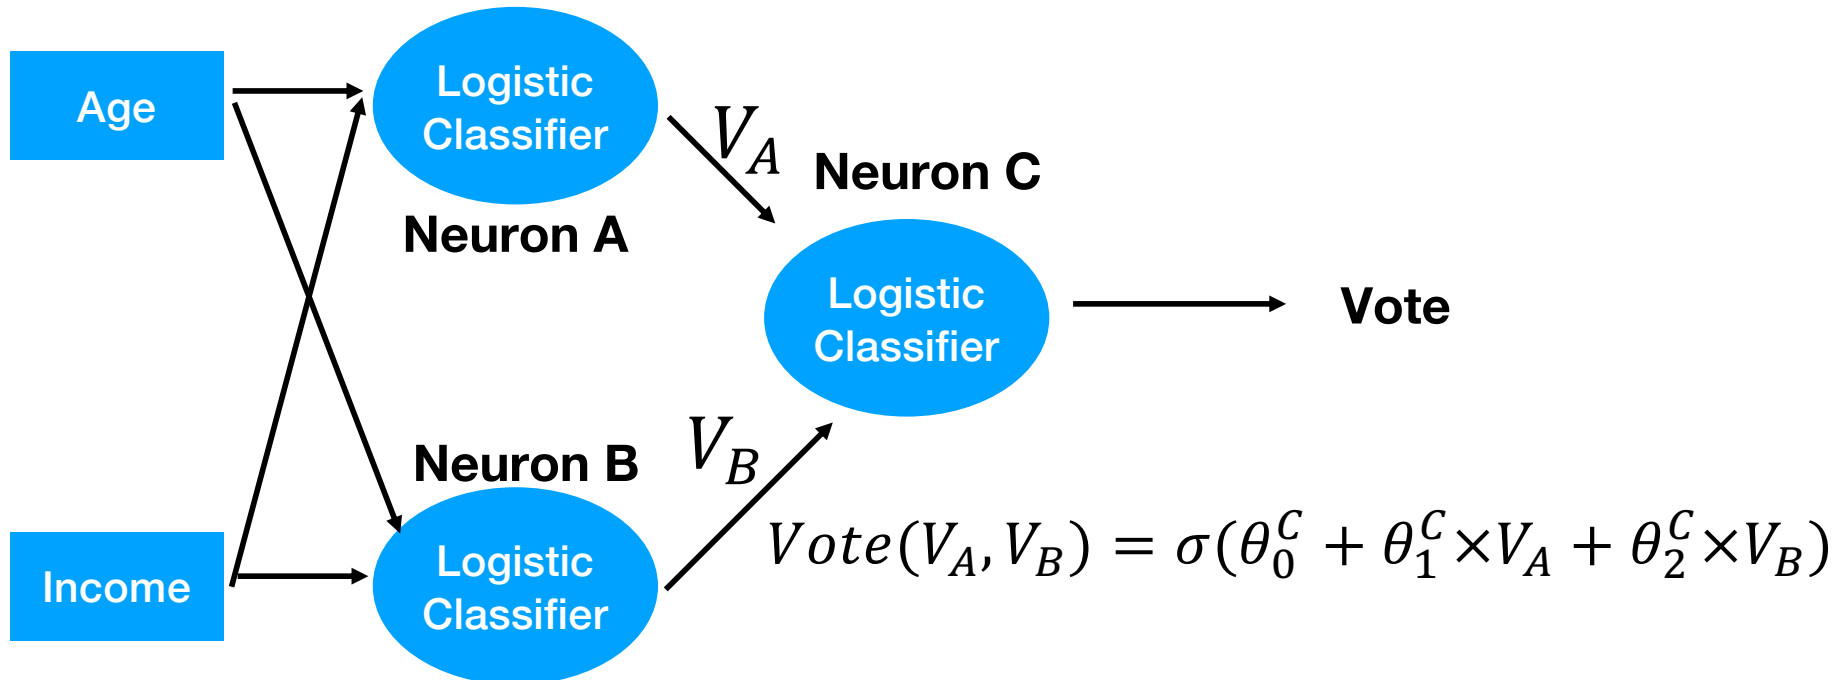 Age
Logistic
Classifier
Neuron A
V_A
Neuron C
Logistic
Classifier
Vote
Neuron B
V_B
Income
Logistic
Classifier
Vote(V_A, V_B) = σ(θ_0^C + θ_1^C×V_A + θ_2^C×V_B)